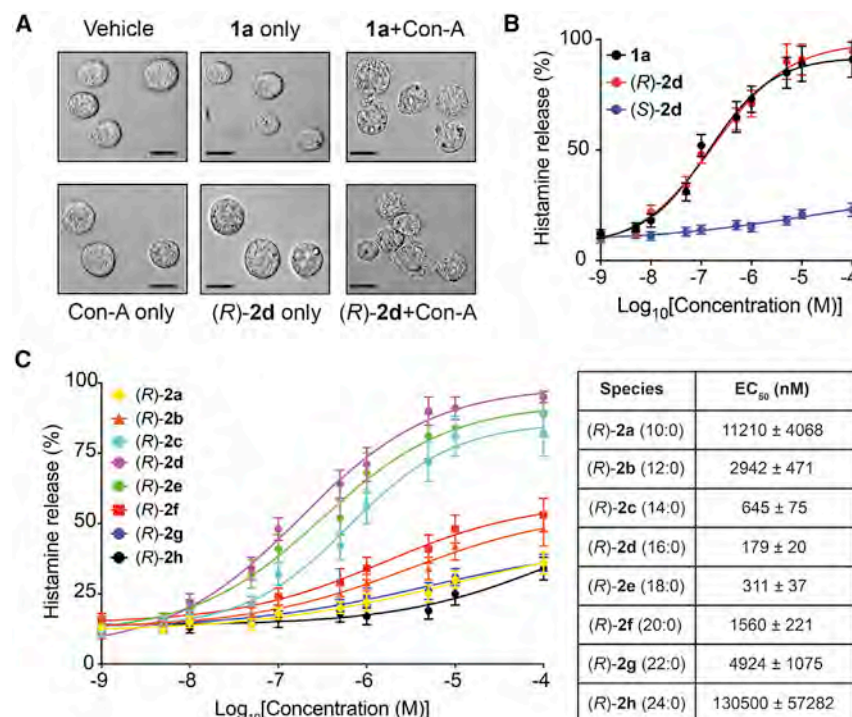 A
Vehicle
1a only
1a+Con-A
Con-A only
(R)-2d only
(R)-2d+Con-A
B
Histamine release (%)
100
50
0
1a
(R)-2d
(S)-2d
-9
-8
-7
-6
-5
-4
Log10[Concentration (M)]
C
Histamine release (%)
100
75
50
25
0
(R)-2a
(R)-2b
(R)-2c
(R)-2d
(R)-2e
(R)-2f
(R)-2g
(R)-2h
-9
-8
-7
-6
-5
-4
Log10[Concentration (M)]
Species EC50 (nM)
(R)-2a (10:0) 11210 ± 4068
(R)-2b (12:0) 2942 ± 471
(R)-2c (14:0) 645 ± 75
(R)-2d (16:0) 179 ± 20
(R)-2e (18:0) 311 ± 37
(R)-2f (20:0) 1560 ± 221
(R)-2g (22:0) 4924 ± 1075
(R)-2h (24:0) 130500 ± 57282